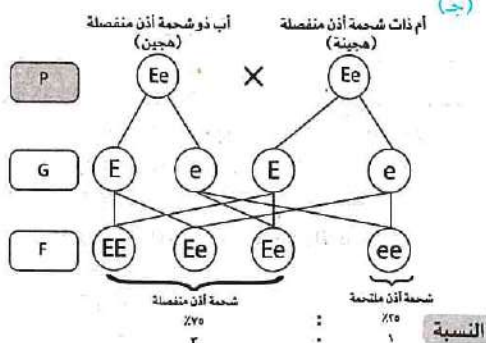 (جـ)
أم ذات شحمة أذن منفصلة أب ذو شحمة أذن منفصلة
(هجينة) (هجين)
P Ee × Ee
G E e E e
F EE Ee Ee ee
شحمة أذن منفصلة شحمة أذن ملتحمة
٪٧٥ : ٪٢٥
النسبة ٣ : ١